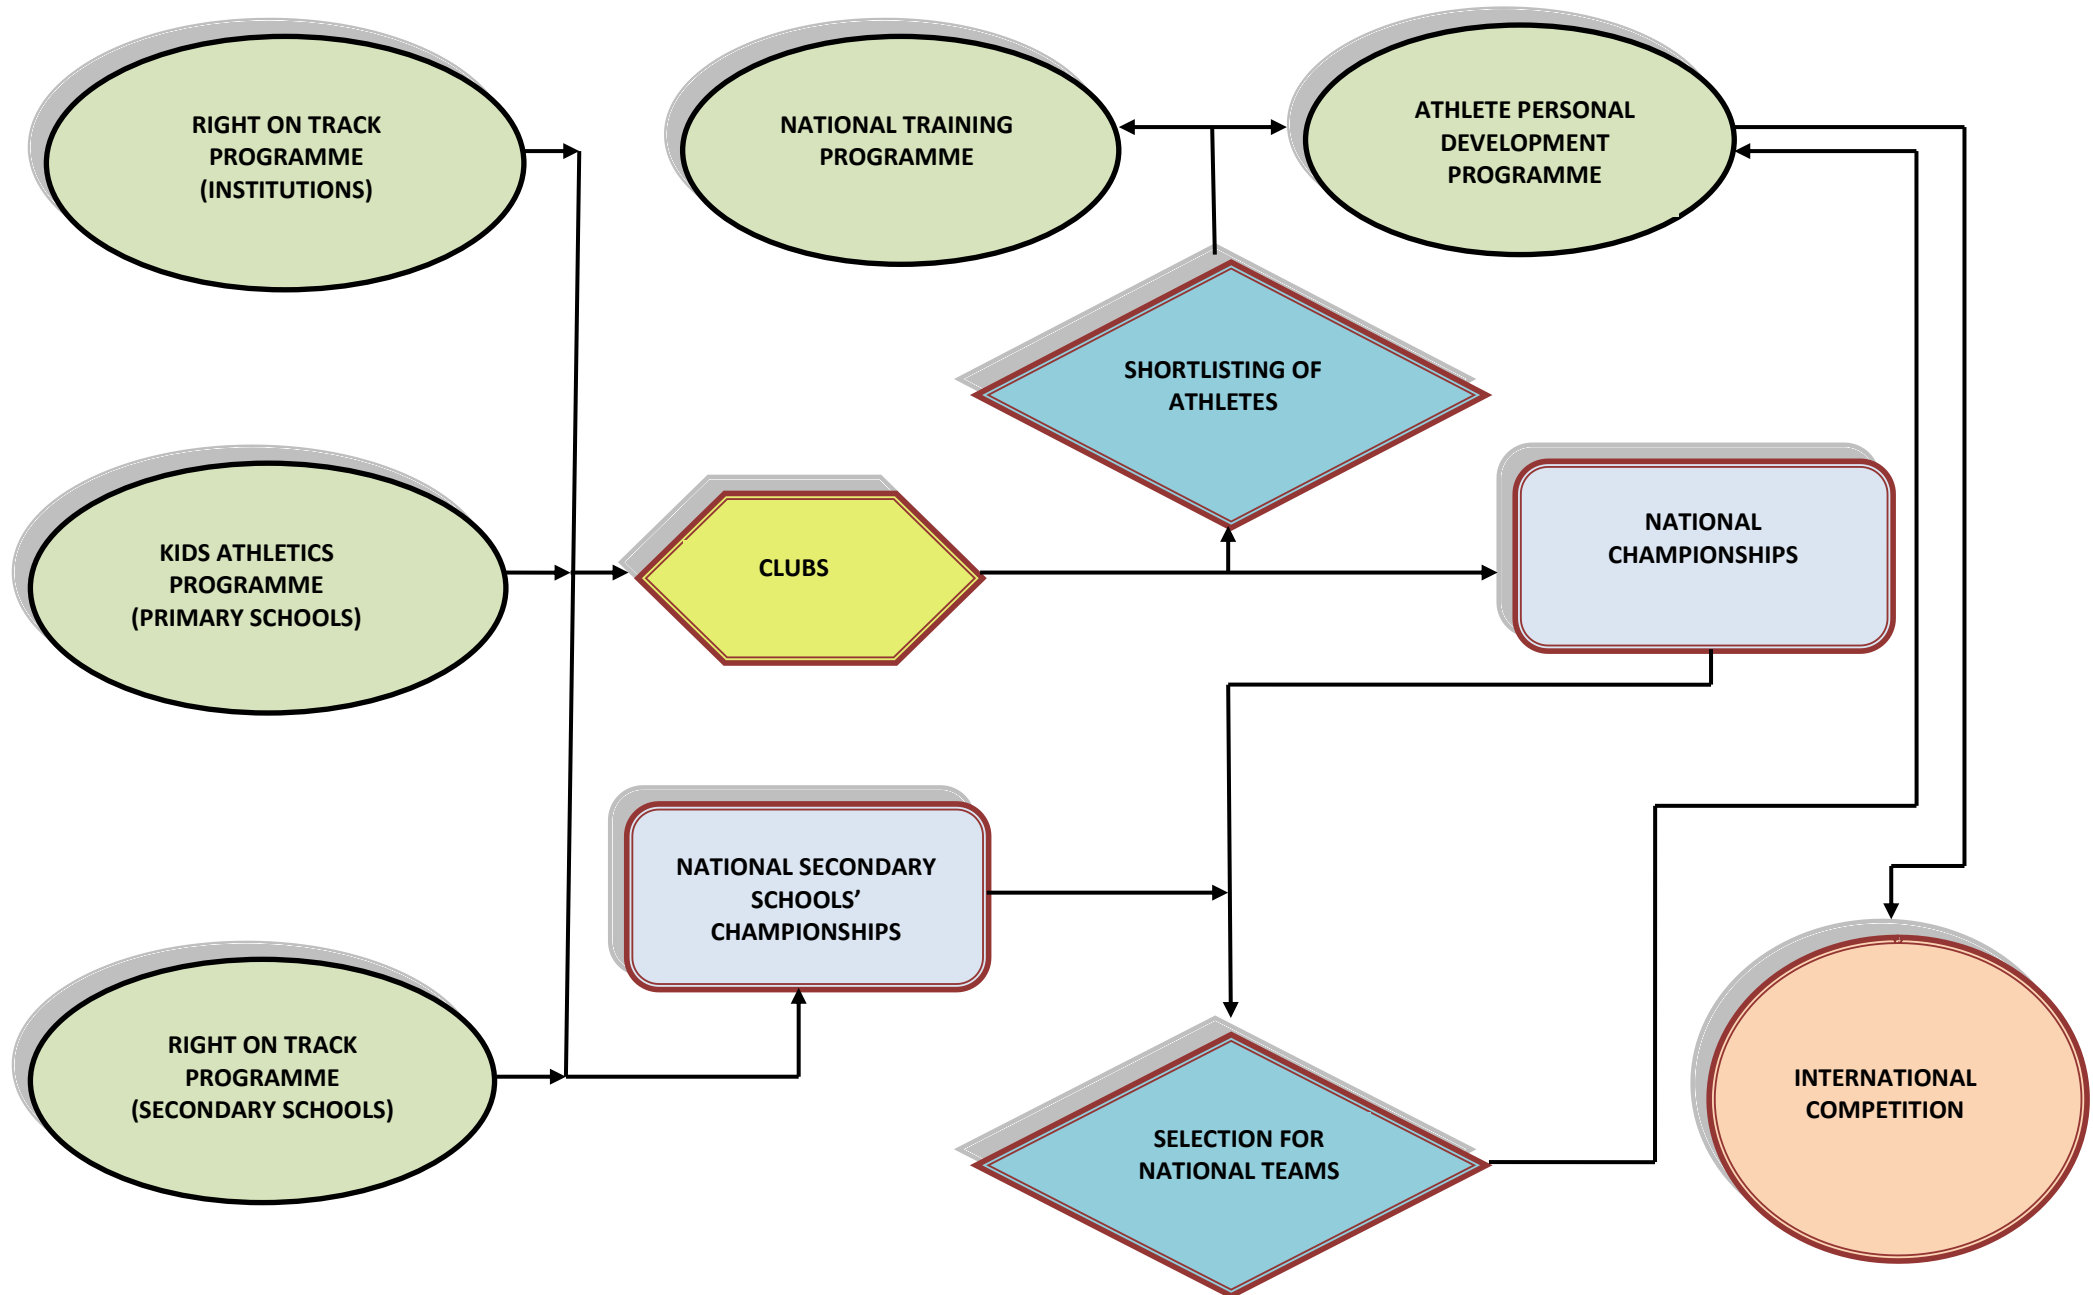 RIGHT ON TRACK
PROGRAMME
(INSTITUTIONS)
NATIONAL TRAINING
PROGRAMME
ATHLETE PERSONAL
DEVELOPMENT
PROGRAMME
SHORTLISTING OF
ATHLETES
KIDS ATHLETICS
PROGRAMME
(PRIMARY SCHOOLS)
CLUBS
NATIONAL
CHAMPIONSHIPS
NATIONAL SECONDARY
SCHOOLS’
CHAMPIONSHIPS
RIGHT ON TRACK
PROGRAMME
(SECONDARY SCHOOLS)
SELECTION FOR
NATIONAL TEAMS
INTERNATIONAL
COMPETITION